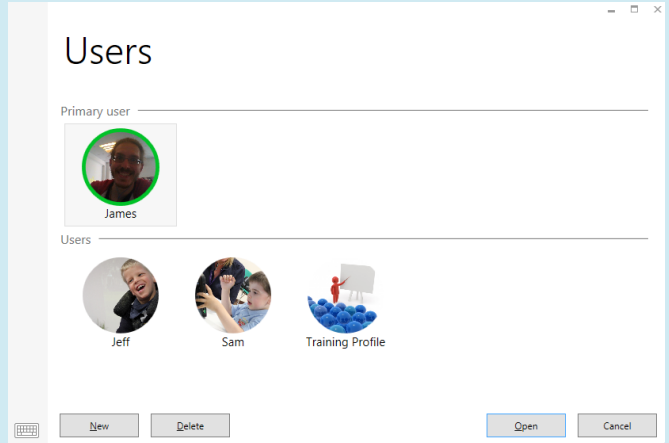 Users
Primary user
James
Users
Jeff Sam Training Profile
New Delete Open Cancel